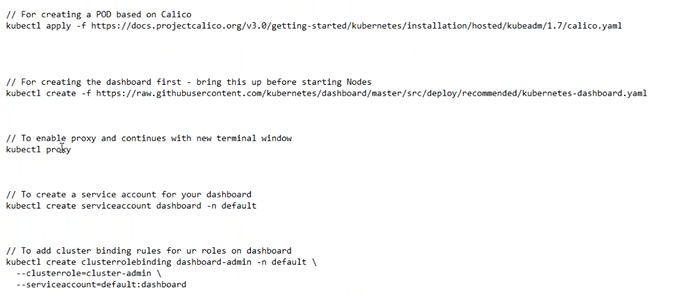 // For creating a POD based on Calico
kubectl apply -f https://docs.projectcalico.org/v3.0/getting-started/kubernetes/installation/hosted/kubeadm/1.7/calico.yaml
// For creating the dashboard first - bring this up before starting Nodes
kubectl create -f https://raw.githubusercontent.com/kubernetes/dashboard/master/src/deploy/recommended/kubernetes-dashboard.yaml
// To enable proxy and continues with new terminal window
kubectl proxy
// To create a service account for your dashboard
kubectl create serviceaccount dashboard -n default
// To add cluster binding rules for ur roles on dashboard
kubectl create clusterrolebinding dashboard-admin -n default \
--clusterrole=cluster-admin \
--serviceaccount=default:dashboard